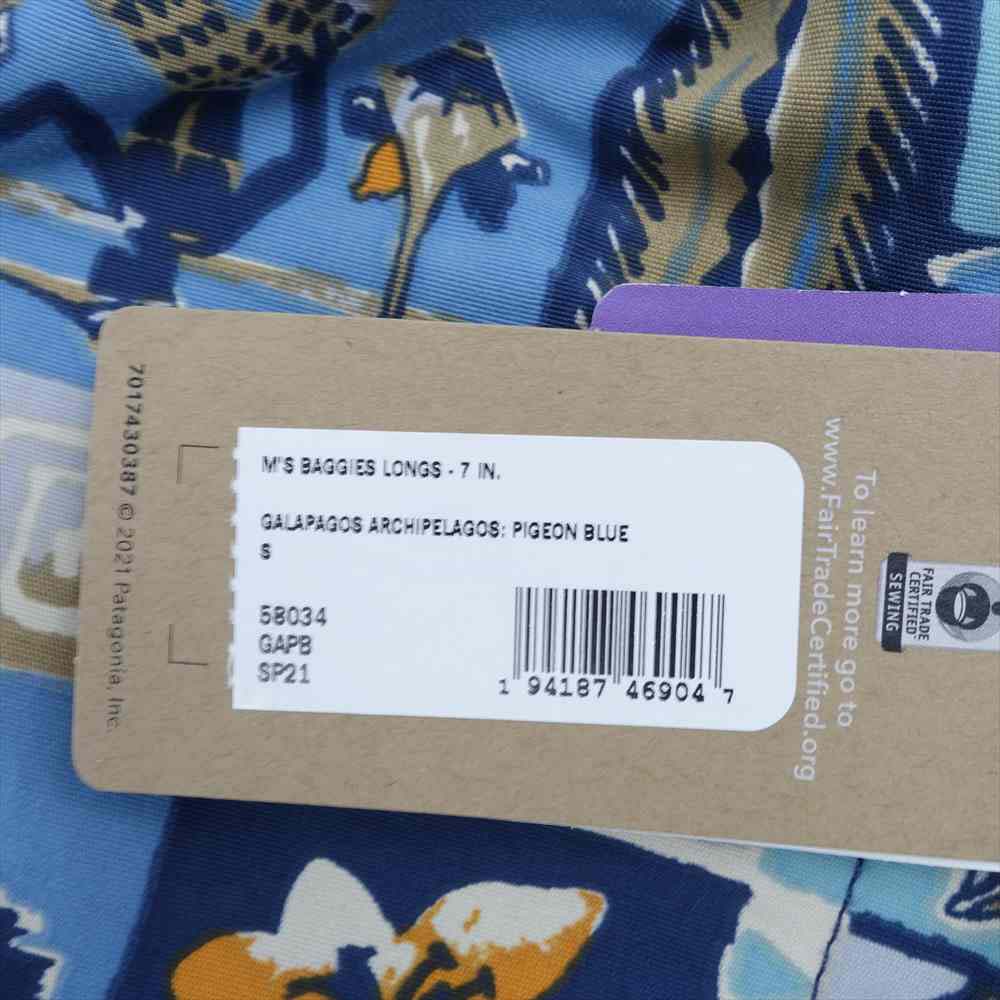 7017430387 © 2021 Patagonia, Inc.
M'S BAGGIES LONGS - 7 IN.
GALAPAGOS ARCHIPELAGOS: PIGEON BLUE
S
58034
GAPB
SP21
1 94187 46904 7
To learn more go to
www.FairTradeCertified.org
FAIR TRADE
CERTIFIED
SEWING